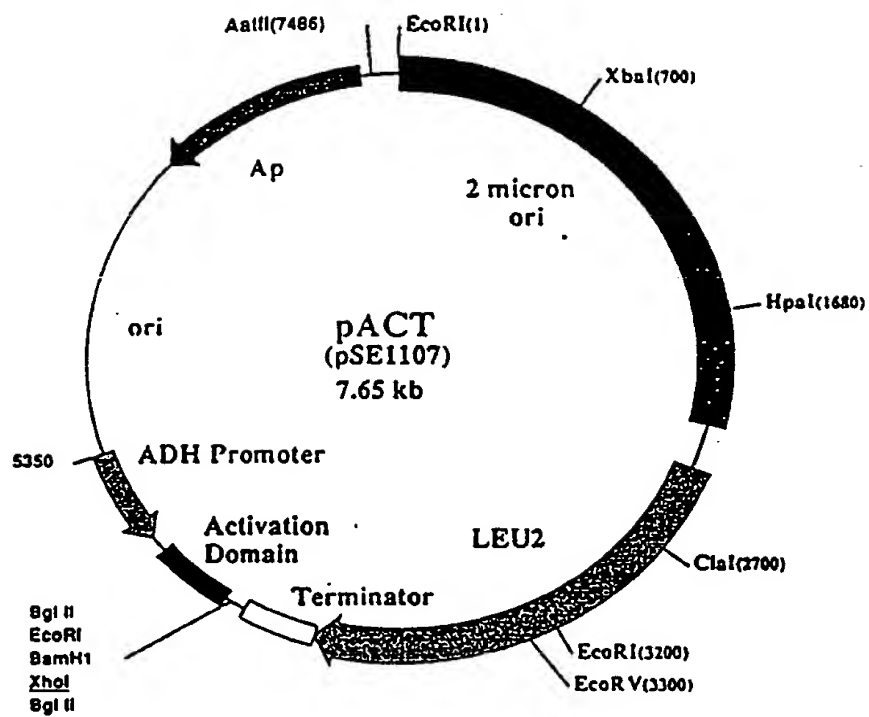 AatII(7486)
EcoRI(1)
XbaI(700)
Ap
2 micron
ori
HpaI(1680)
ori
pACT
(pSE1107)
7.65 kb
5350
ADH Promoter
Activation
Domain
LEU2
ClaI(2700)
Terminator
Bgl II
EcoRI
BamH1
XhoI
Bgl II
EcoRI(3200)
EcoRV(3300)